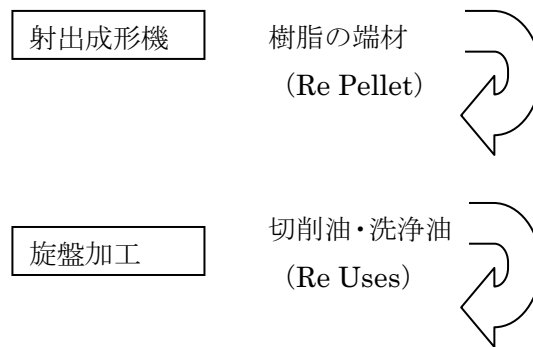 射出成形機
樹脂の端材
（Re Pellet）
旋盤加工
切削油・洗浄油
（Re Uses）